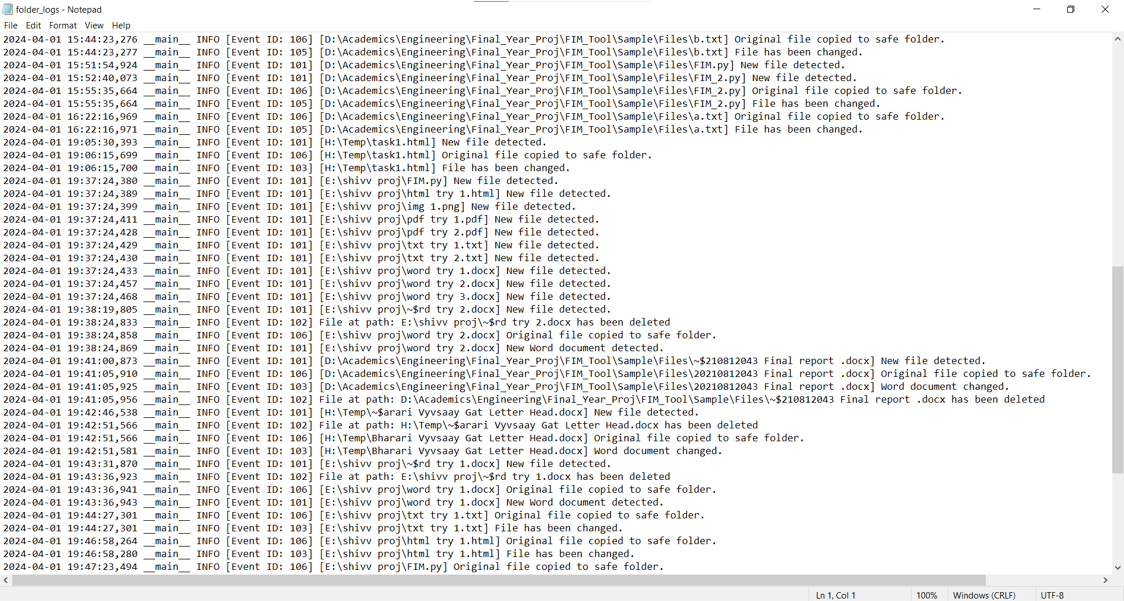 folder_logs - Notepad
File Edit Format View Help
2024-04-01 15:44:23,276 __main__ INFO [Event ID: 106] [D:\Academics\Engineering\Final_Year_Proj\FIM_Tool\Sample\Files\b.txt] Original file copied to safe folder.
2024-04-01 15:44:23,277 __main__ INFO [Event ID: 105] [D:\Academics\Engineering\Final_Year_Proj\FIM_Tool\Sample\Files\b.txt] File has been changed.
2024-04-01 15:51:54,924 __main__ INFO [Event ID: 101] [D:\Academics\Engineering\Final_Year_Proj\FIM_Tool\Sample\Files\FIM.py] New file detected.
2024-04-01 15:52:40,073 __main__ INFO [Event ID: 101] [D:\Academics\Engineering\Final_Year_Proj\FIM_Tool\Sample\Files\FIM_2.py] New file detected.
2024-04-01 15:55:35,664 __main__ INFO [Event ID: 106] [D:\Academics\Engineering\Final_Year_Proj\FIM_Tool\Sample\Files\FIM_2.py] Original file copied to safe folder.
2024-04-01 15:55:35,664 __main__ INFO [Event ID: 105] [D:\Academics\Engineering\Final_Year_Proj\FIM_Tool\Sample\Files\FIM_2.py] File has been changed.
2024-04-01 16:22:16,969 __main__ INFO [Event ID: 106] [D:\Academics\Engineering\Final_Year_Proj\FIM_Tool\Sample\Files\a.txt] Original file copied to safe folder.
2024-04-01 16:22:16,971 __main__ INFO [Event ID: 105] [D:\Academics\Engineering\Final_Year_Proj\FIM_Tool\Sample\Files\a.txt] File has been changed.
2024-04-01 19:05:30,393 __main__ INFO [Event ID: 101] [H:\Temp\task1.html] New file detected.
2024-04-01 19:06:15,699 __main__ INFO [Event ID: 106] [H:\Temp\task1.html] Original file copied to safe folder.
2024-04-01 19:06:15,700 __main__ INFO [Event ID: 103] [H:\Temp\task1.html] File has been changed.
2024-04-01 19:37:24,380 __main__ INFO [Event ID: 101] [E:\shivv proj\FIM.py] New file detected.
2024-04-01 19:37:24,389 __main__ INFO [Event ID: 101] [E:\shivv proj\html try 1.html] New file detected.
2024-04-01 19:37:24,399 __main__ INFO [Event ID: 101] [E:\shivv proj\img 1.png] New file detected.
2024-04-01 19:37:24,411 __main__ INFO [Event ID: 101] [E:\shivv proj\pdf try 1.pdf] New file detected.
2024-04-01 19:37:24,428 __main__ INFO [Event ID: 101] [E:\shivv proj\pdf try 2.pdf] New file detected.
2024-04-01 19:37:24,429 __main__ INFO [Event ID: 101] [E:\shivv proj\txt try 1.txt] New file detected.
2024-04-01 19:37:24,430 __main__ INFO [Event ID: 101] [E:\shivv proj\txt try 2.txt] New file detected.
2024-04-01 19:37:24,433 __main__ INFO [Event ID: 101] [E:\shivv proj\word try 1.docx] New file detected.
2024-04-01 19:37:24,457 __main__ INFO [Event ID: 101] [E:\shivv proj\word try 2.docx] New file detected.
2024-04-01 19:37:24,468 __main__ INFO [Event ID: 101] [E:\shivv proj\word try 3.docx] New file detected.
2024-04-01 19:38:19,805 __main__ INFO [Event ID: 101] [E:\shivv proj\~$rd try 2.docx] New file detected.
2024-04-01 19:38:24,833 __main__ INFO [Event ID: 102] File at path: E:\shivv proj\~$rd try 2.docx has been deleted
2024-04-01 19:38:24,858 __main__ INFO [Event ID: 106] [E:\shivv proj\word try 2.docx] Original file copied to safe folder.
2024-04-01 19:38:24,869 __main__ INFO [Event ID: 101] [E:\shivv proj\word try 2.docx] New Word document detected.
2024-04-01 19:41:00,873 __main__ INFO [Event ID: 101] [D:\Academics\Engineering\Final_Year_Proj\FIM_Tool\Sample\Files\~$210812043 Final report .docx] New file detected.
2024-04-01 19:41:05,910 __main__ INFO [Event ID: 106] [D:\Academics\Engineering\Final_Year_Proj\FIM_Tool\Sample\Files\20210812043 Final report .docx] Original file copied to safe folder.
2024-04-01 19:41:05,925 __main__ INFO [Event ID: 103] [D:\Academics\Engineering\Final_Year_Proj\FIM_Tool\Sample\Files\20210812043 Final report .docx] Word document changed.
2024-04-01 19:41:05,956 __main__ INFO [Event ID: 102] File at path: D:\Academics\Engineering\Final_Year_Proj\FIM_Tool\Sample\Files\~$210812043 Final report .docx has been deleted
2024-04-01 19:42:46,538 __main__ INFO [Event ID: 101] [H:\Temp\~$arari Vyvsaay Gat Letter Head.docx] New file detected.
2024-04-01 19:42:51,566 __main__ INFO [Event ID: 102] File at path: H:\Temp\~$arari Vyvsaay Gat Letter Head.docx has been deleted
2024-04-01 19:42:51,566 __main__ INFO [Event ID: 106] [H:\Temp\Bharari Vyvsaay Gat Letter Head.docx] Original file copied to safe folder.
2024-04-01 19:42:51,581 __main__ INFO [Event ID: 103] [H:\Temp\Bharari Vyvsaay Gat Letter Head.docx] Word document changed.
2024-04-01 19:43:31,870 __main__ INFO [Event ID: 101] [E:\shivv proj\~$rd try 1.docx] New file detected.
2024-04-01 19:43:36,923 __main__ INFO [Event ID: 102] File at path: E:\shivv proj\~$rd try 1.docx has been deleted
2024-04-01 19:43:36,941 __main__ INFO [Event ID: 106] [E:\shivv proj\word try 1.docx] Original file copied to safe folder.
2024-04-01 19:43:36,943 __main__ INFO [Event ID: 101] [E:\shivv proj\word try 1.docx] New Word document detected.
2024-04-01 19:44:27,301 __main__ INFO [Event ID: 106] [E:\shivv proj\txt try 1.txt] Original file copied to safe folder.
2024-04-01 19:44:27,301 __main__ INFO [Event ID: 103] [E:\shivv proj\txt try 1.txt] File has been changed.
2024-04-01 19:46:58,264 __main__ INFO [Event ID: 106] [E:\shivv proj\html try 1.html] Original file copied to safe folder.
2024-04-01 19:46:58,280 __main__ INFO [Event ID: 103] [E:\shivv proj\html try 1.html] File has been changed.
2024-04-01 19:47:23,494 __main__ INFO [Event ID: 106] [E:\shivv proj\FIM.py] Original file copied to safe folder.
Ln 1, Col 1 100% Windows (CRLF) UTF-8